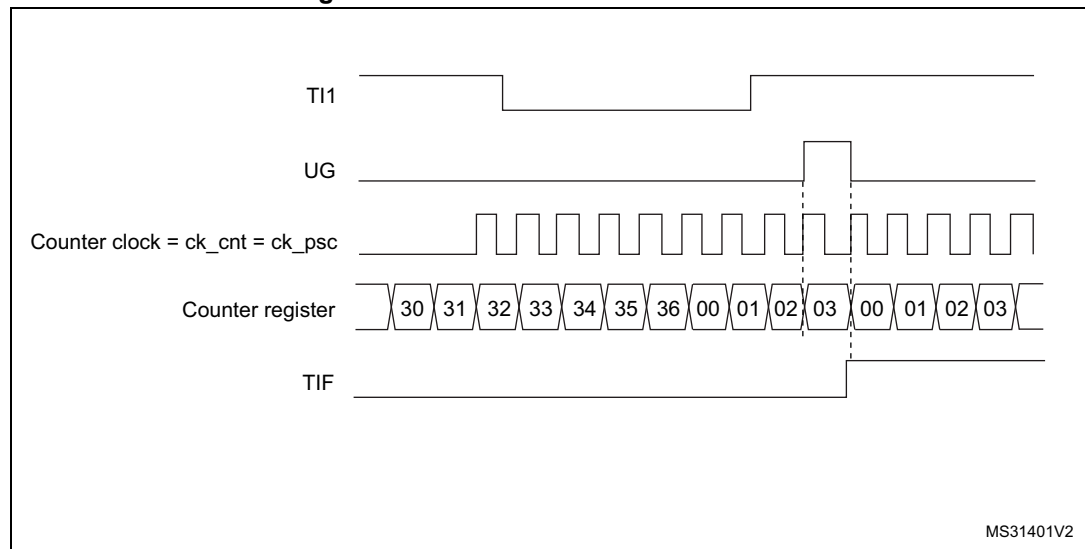 TI1
UG
Counter clock = ck_cnt = ck_psc
Counter register 30 31 32 33 34 35 36 00 01 02 03 00 01 02 03
TIF
MS31401V2